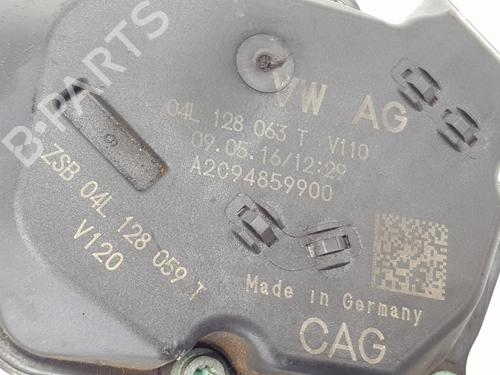 VW AG
04L 128 063 T V110
09.05.16/12:29
A2C94859900
ZSB 04L 128 059 T
V120
Made in Germany
CAG
B-PARTS